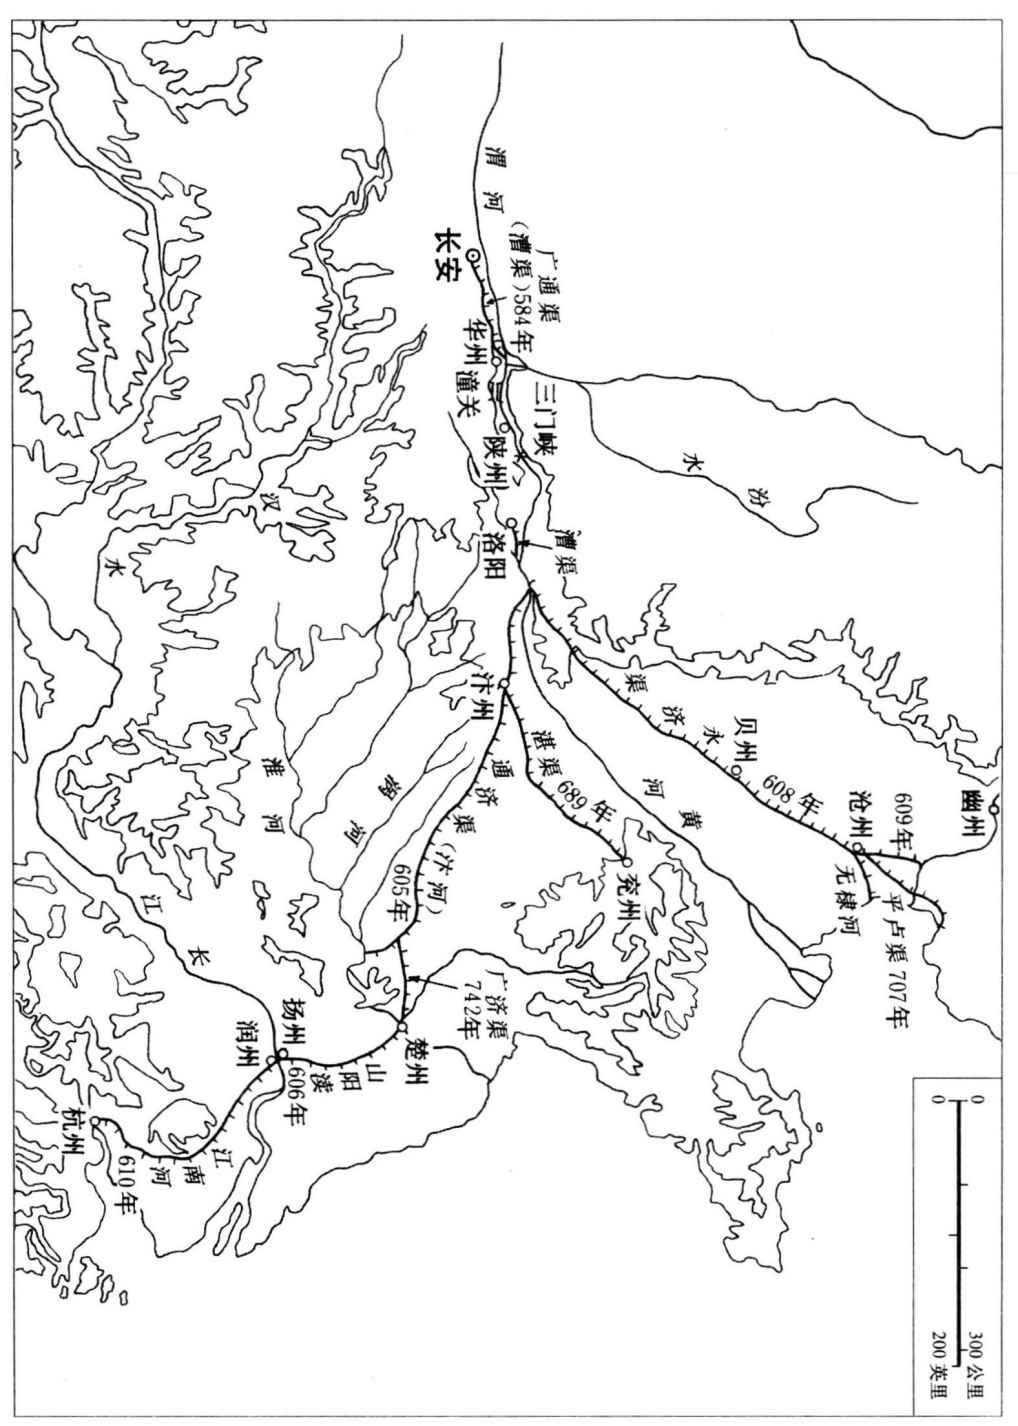 渭河
广通渠
(漕渠)584年
长安
华州
潼关
三门峡
陕州
汾水
漕渠
洛阳
汉水
永济渠
608年
贝州
沧州
609年
幽州
无棣河
平卢渠707年
黄河
汴州
湛渠
689年
兖州
通济渠(汴河)
605年
淮河
广济渠
742年
楚州
山阳渎
606年
扬州
润州
长江
江南河
610年
杭州
0
300公里
0
200英里